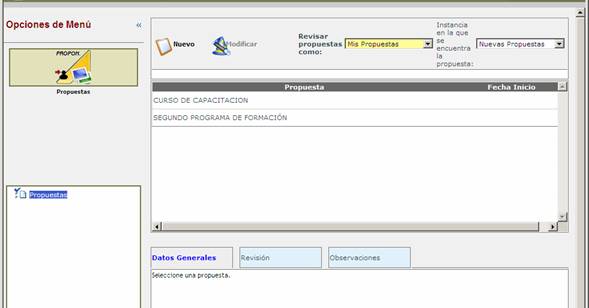 Opciones de Menú «
PROPON.
Propuestas
Propuestas
Nuevo
Modificar
Revisar
propuestas
como:
Mis Propuestas
Instancia
en la que
se
encuentra
la
propuesta:
Nuevas Propuestas
Propuesta Fecha Inicio
CURSO DE CAPACITACION
SEGUNDO PROGRAMA DE FORMACIÓN
Datos Generales Revisión Observaciones
Seleccione una propuesta.